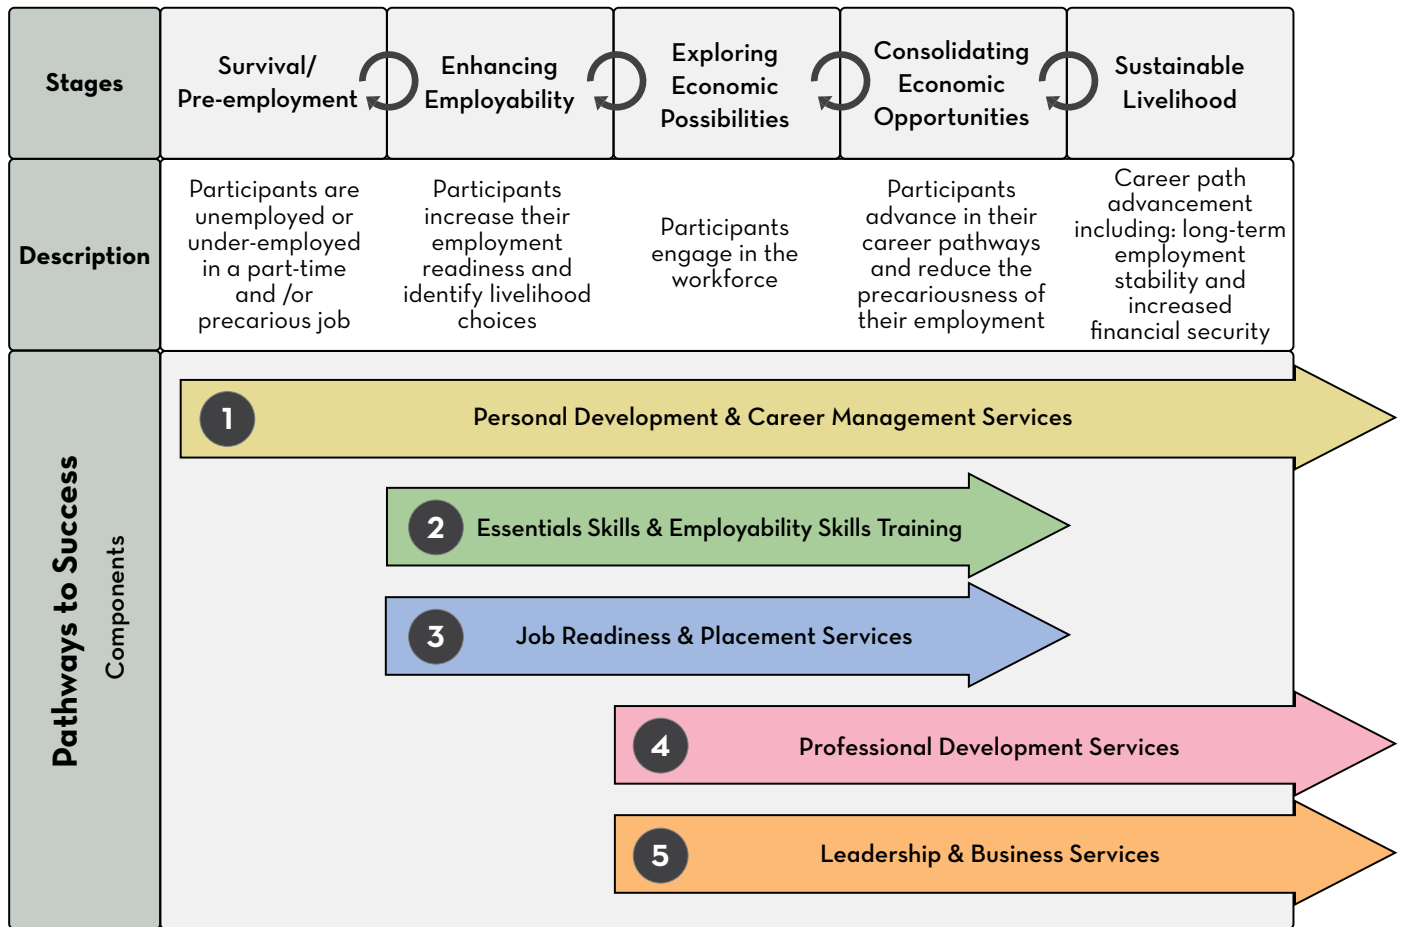 Stages
Survival/
Pre-employment
Enhancing
Employability
Exploring
Economic
Possibilities
Consolidating
Economic
Opportunities
Sustainable
Livelihood
Description
Participants are
unemployed or
under-employed
in a part-time
and /or
precarious job
Participants
increase their
employment
readiness and
identify livelihood
choices
Participants
engage in the
workforce
Participants
advance in their
career pathways
and reduce the
precariousness of
their employment
Career path
advancement
including: long-term
employment
stability and
increased
financial security
Pathways to Success
Components
1 Personal Development & Career Management Services
2 Essentials Skills & Employability Skills Training
3 Job Readiness & Placement Services
4 Professional Development Services
5 Leadership & Business Services